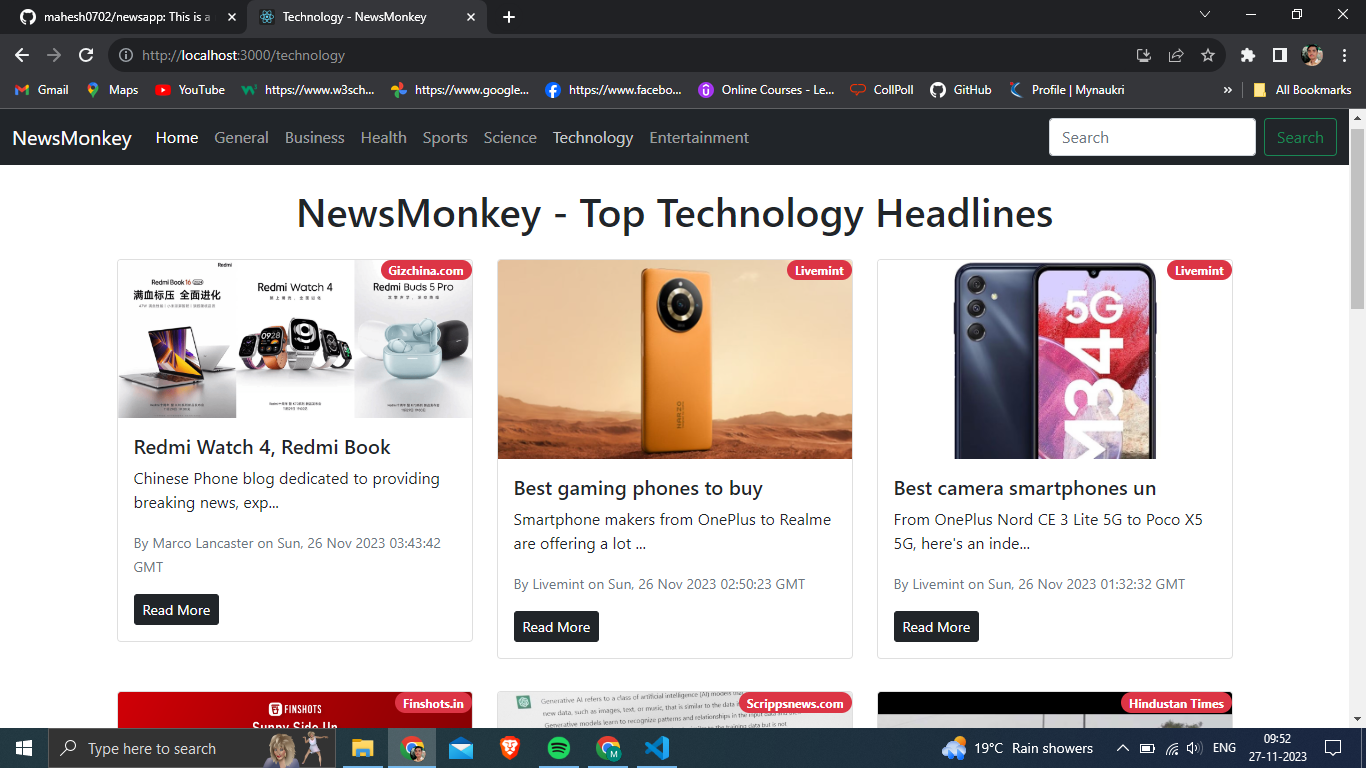 mahesh0702/newsapp: This is a
Technology - NewsMonkey
http://localhost:3000/technology
Gmail
Maps
YouTube
https://www.w3sch...
https://www.google...
https://www.facebo...
Online Courses - Le...
CollPoll
GitHub
Profile | Mynaukri
»
All Bookmarks
NewsMonkey
Home
General
Business
Health
Sports
Science
Technology
Entertainment
Search
Search
NewsMonkey - Top Technology Headlines
Gizchina.com
Redmi
Redmi Book 16
满血标压 全面进化
Redmi Watch 4
Redmi Buds 5 Pro
Redmi Watch 4, Redmi Book
Chinese Phone blog dedicated to providing
breaking news, exp...
By Marco Lancaster on Sun, 26 Nov 2023 03:43:42
GMT
Read More
Livemint
NARZO
Best gaming phones to buy
Smartphone makers from OnePlus to Realme
are offering a lot ...
By Livemint on Sun, 26 Nov 2023 02:50:23 GMT
Read More
Livemint
5G
M34
Best camera smartphones un
From OnePlus Nord CE 3 Lite 5G to Poco X5
5G, here's an inde...
By Livemint on Sun, 26 Nov 2023 01:32:32 GMT
Read More
Finshots.in
FINSHOTS
Sunny Side Up
Scrippsnews.com
Generative AI refers to a class of artificial intelligence (AI) models
new data, such as images, text, or music, that is similar to the data
Generative models learn to recognize patterns and relationships in the
Hindustan Times
Type here to search
19°C Rain showers
ENG
09:52
27-11-2023